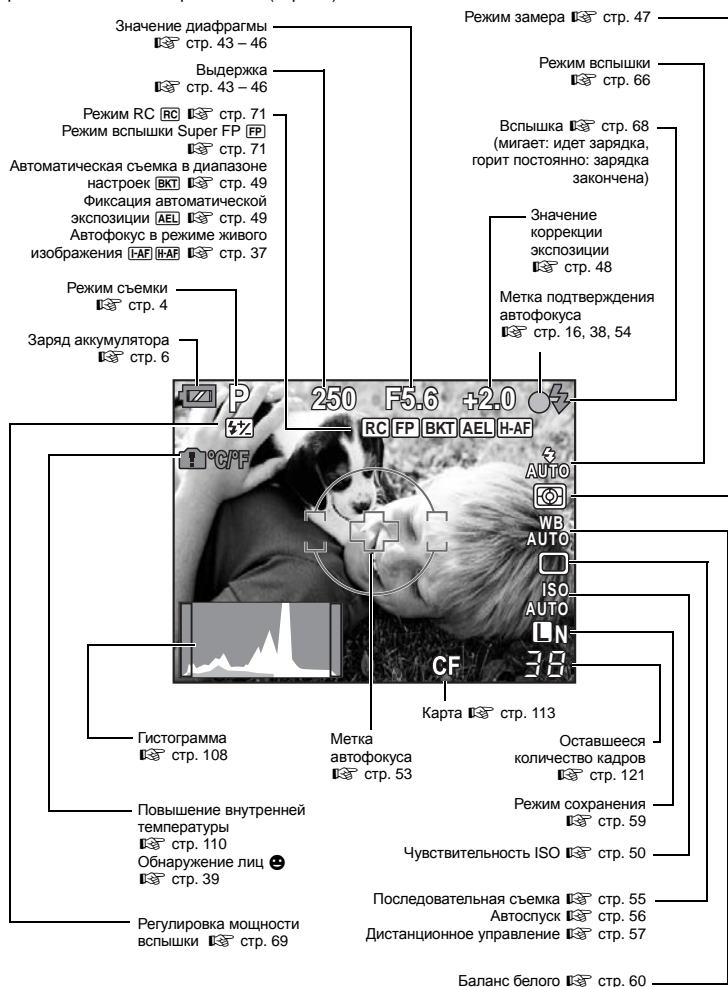 Значение диафрагмы
☞ стр. 43 – 46
Выдержка
☞ стр. 43 – 46
Режим RC RC ☞ стр. 71
Режим вспышки Super FP FP
☞ стр. 71
Автоматическая съемка в диапазоне
настроек BKT ☞ стр. 49
Фиксация автоматической
экспозиции AEL ☞ стр. 49
Автофокус в режиме живого
изображения I-AF H-AF ☞ стр. 37
Режим съемки
☞ стр. 4
Заряд аккумулятора
☞ стр. 6
Режим замера ☞ стр. 47
Режим вспышки
☞ стр. 66
Вспышка ☞ стр. 68
(мигает: идет зарядка,
горит постоянно: зарядка
закончена)
Значение
коррекции
экспозиции
☞ стр. 48
Метка подтверждения
автофокуса
☞ стр. 16, 38, 54
P 250 F5.6 +2.0
RC FP BKT AEL H-AF
°C/°F
AUTO
WB
AUTO
ISO
AUTO
L N
CF 38
Карта ☞ стр. 113
Гистограмма
☞ стр. 108
Метка
автофокуса
☞ стр. 53
Оставшееся
количество кадров
☞ стр. 121
Повышение внутренней
температуры
☞ стр. 110
Обнаружение лиц
☞ стр. 39
Режим сохранения
☞ стр. 59
Чувствительность ISO ☞ стр. 50
Последовательная съемка ☞ стр. 55
Автоспуск ☞ стр. 56
Дистанционное управление ☞ стр. 57
Регулировка мощности
вспышки ☞ стр. 69
Баланс белого ☞ стр. 60